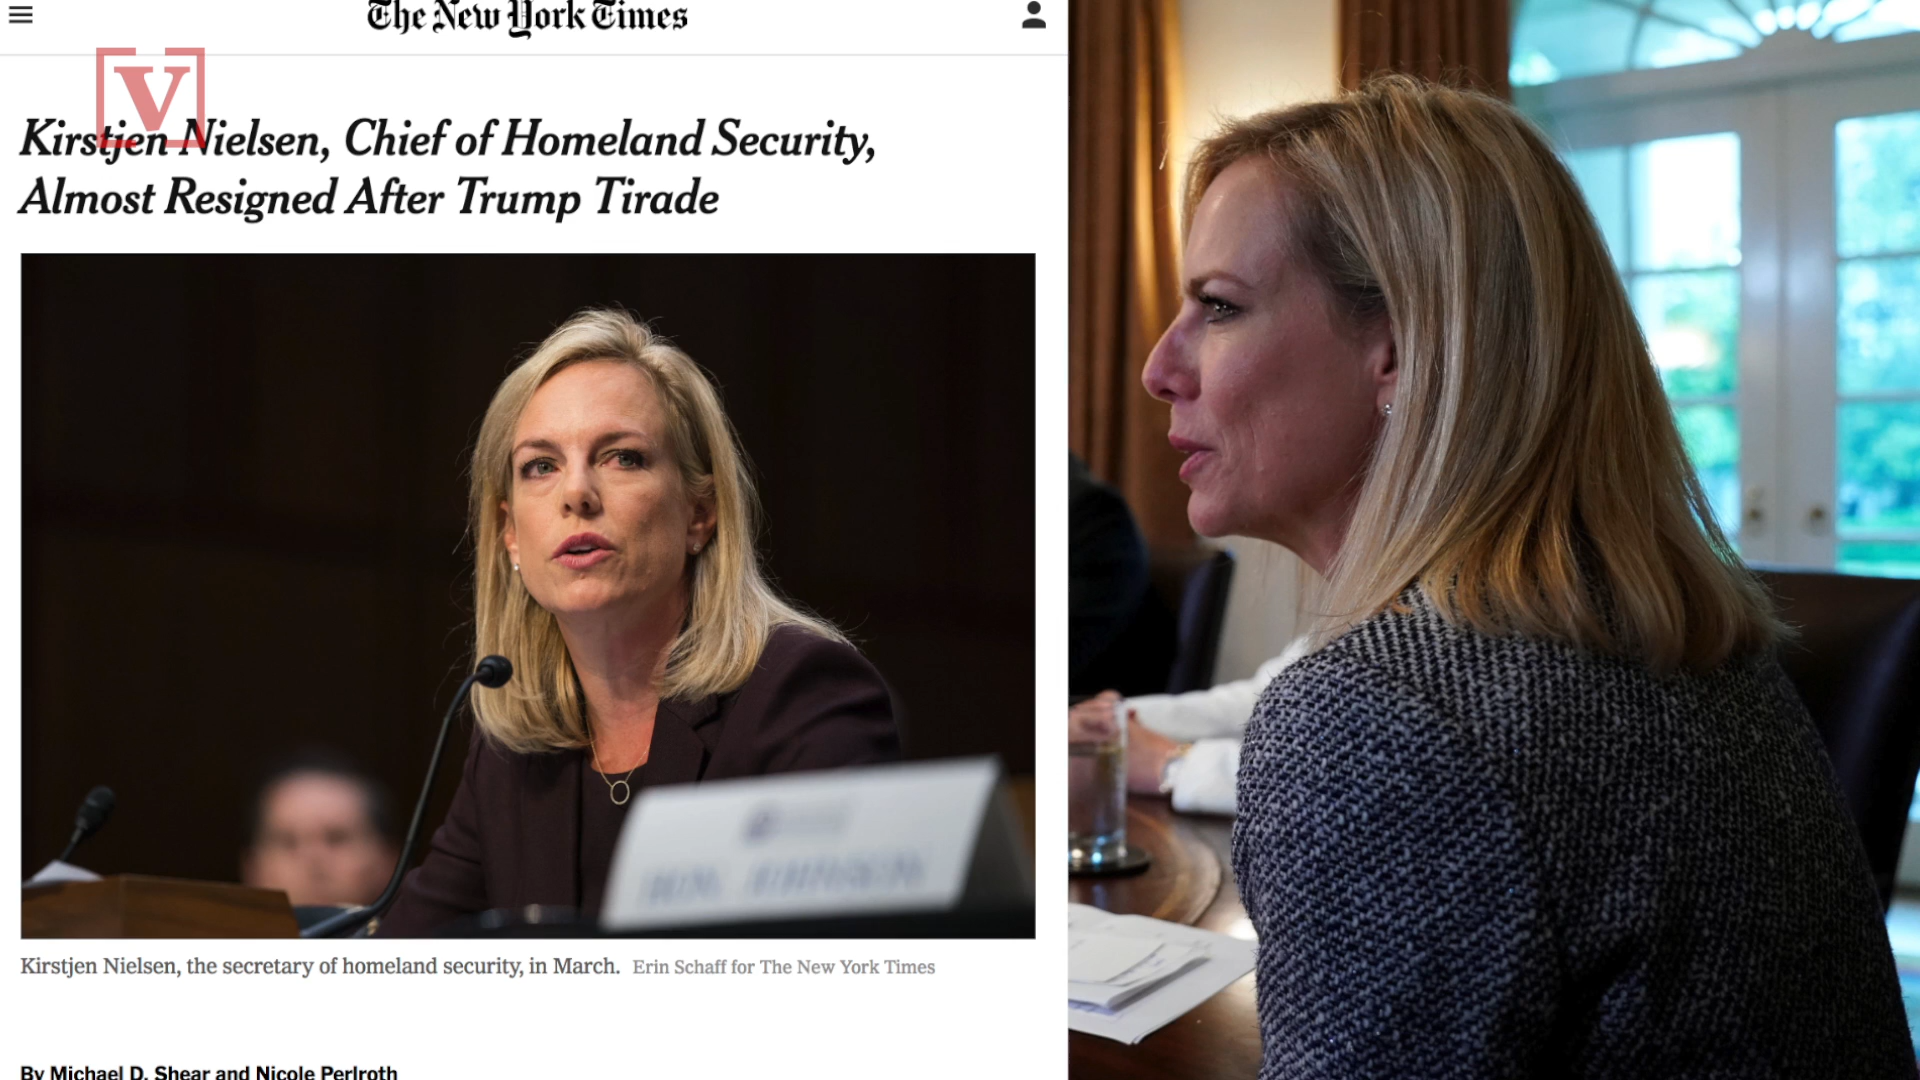 The New York Times
V
Kirstjen Nielsen, Chief of Homeland Security,
Almost Resigned After Trump Tirade
Kirstjen Nielsen, the secretary of homeland security, in March. Erin Schaff for The New York Times
By Michael D. Shear and Nicole Perlroth